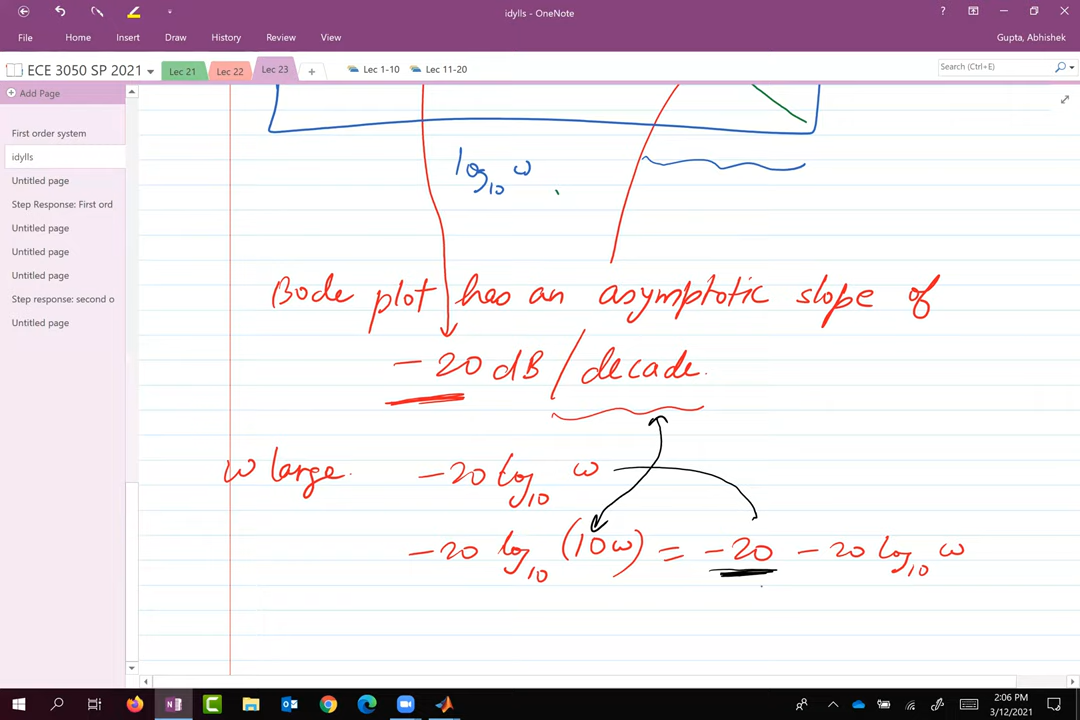 idylls - OneNote
File Home Insert Draw History Review View Gupta, Abhishek
ECE 3050 SP 2021 Lec 21 Lec 22 Lec 23 Lec 1-10 Lec 11-20 Search (Ctrl+E)
Add Page
First order system
idylls
Untitled page
Step Response: First ord
Untitled page
Untitled page
Untitled page
Step response: second o
Untitled page
log₁₀ ω
Bode plot has an asymptotic slope of
-20 dB / decade.
ω large. -20 log₁₀ ω
-20 log₁₀ (10ω) = -20 -20 log₁₀ ω
2:06 PM
3/12/2021